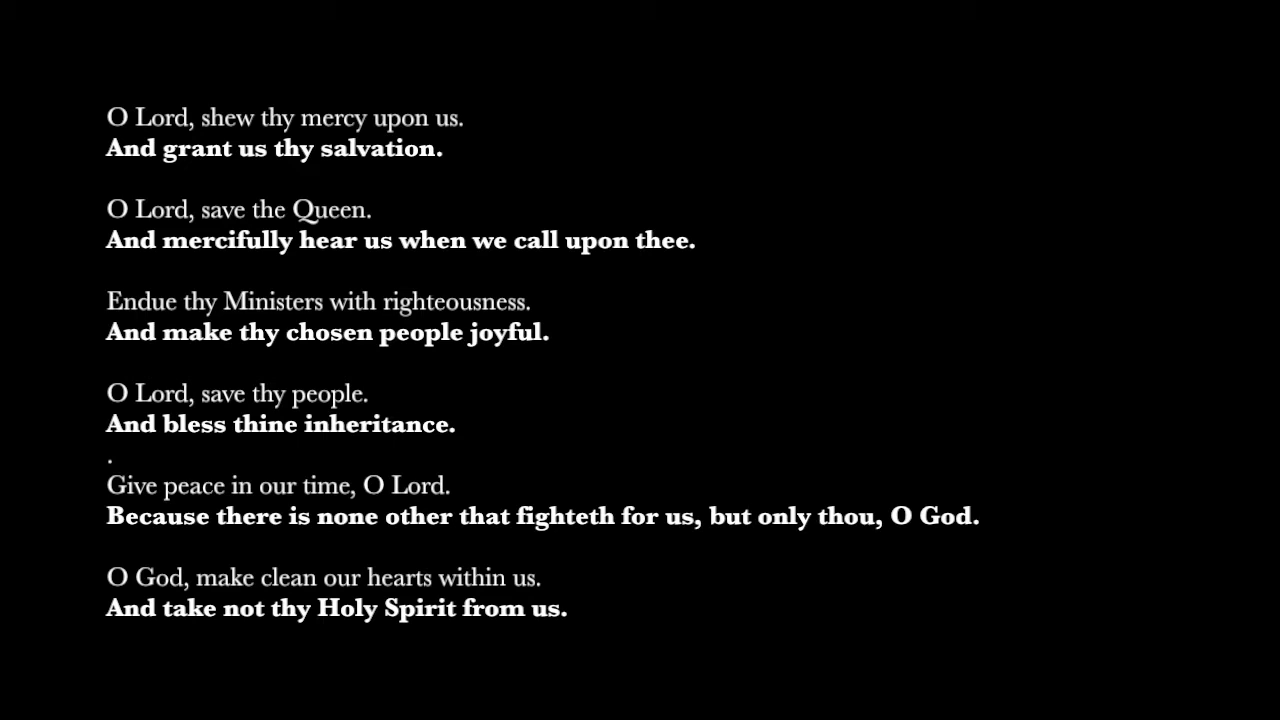 O Lord, shew thy mercy upon us.
And grant us thy salvation.
O Lord, save the Queen.
And mercifully hear us when we call upon thee.
Endue thy Ministers with righteousness.
And make thy chosen people joyful.
O Lord, save thy people.
And bless thine inheritance.
.
Give peace in our time, O Lord.
Because there is none other that fighteth for us, but only thou, O God.
O God, make clean our hearts within us.
And take not thy Holy Spirit from us.